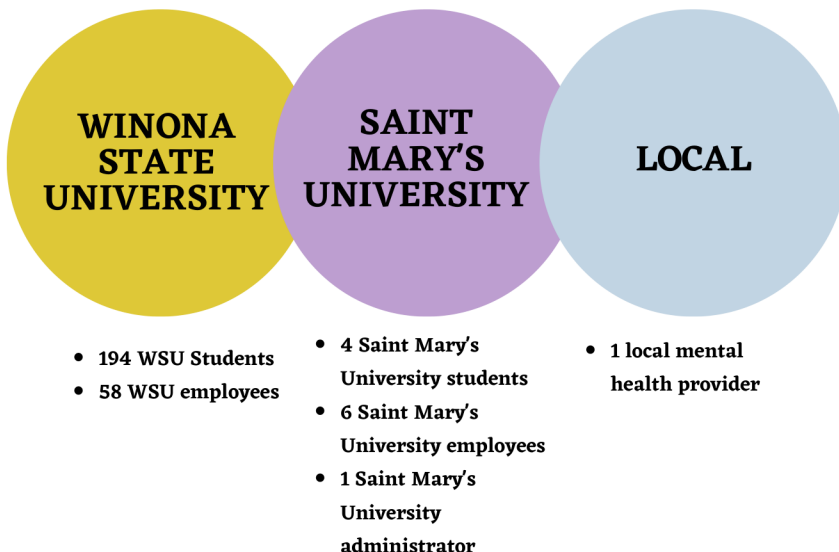 WINONA
STATE
UNIVERSITY
SAINT
MARY'S
UNIVERSITY
LOCAL
• 194 WSU Students
• 58 WSU employees
• 4 Saint Mary's
University students
• 6 Saint Mary's
University employees
• 1 Saint Mary's
University
administrator
• 1 local mental
health provider